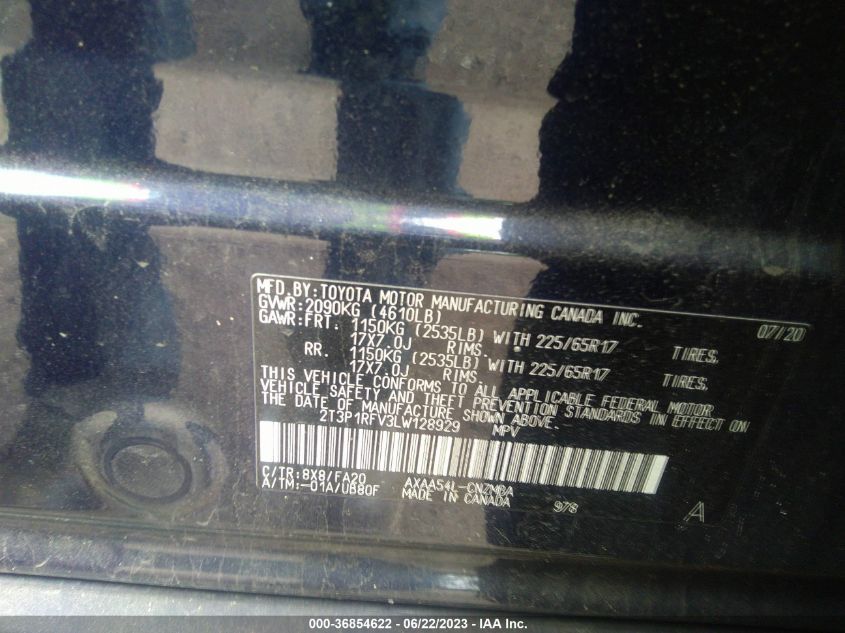 MFD.BY:TOYOTA MOTOR MANUFACTURING CANADA INC. 07/20
GVWR:2090KG (4610LB)
GAWR:FRT. 1150KG (2535LB) WITH 225/65R17 TIRES,
17X7.0J RIMS.
RR. 1150KG (2535LB) WITH 225/65R17 TIRES,
17X7.0J RIMS.
THIS VEHICLE CONFORMS TO ALL APPLICABLE FEDERAL MOTOR
VEHICLE SAFETY AND THEFT PREVENTION STANDARDS IN EFFECT ON
THE DATE OF MANUFACTURE SHOWN ABOVE.
2T3P1RFV3LW128929 MPV
C/TR:8X8/FA20 AXAA54L-CNZMBA
A/TM:-01A/UB80F MADE IN CANADA 978 A
000-36854622 - 06/22/2023 - IAA Inc.